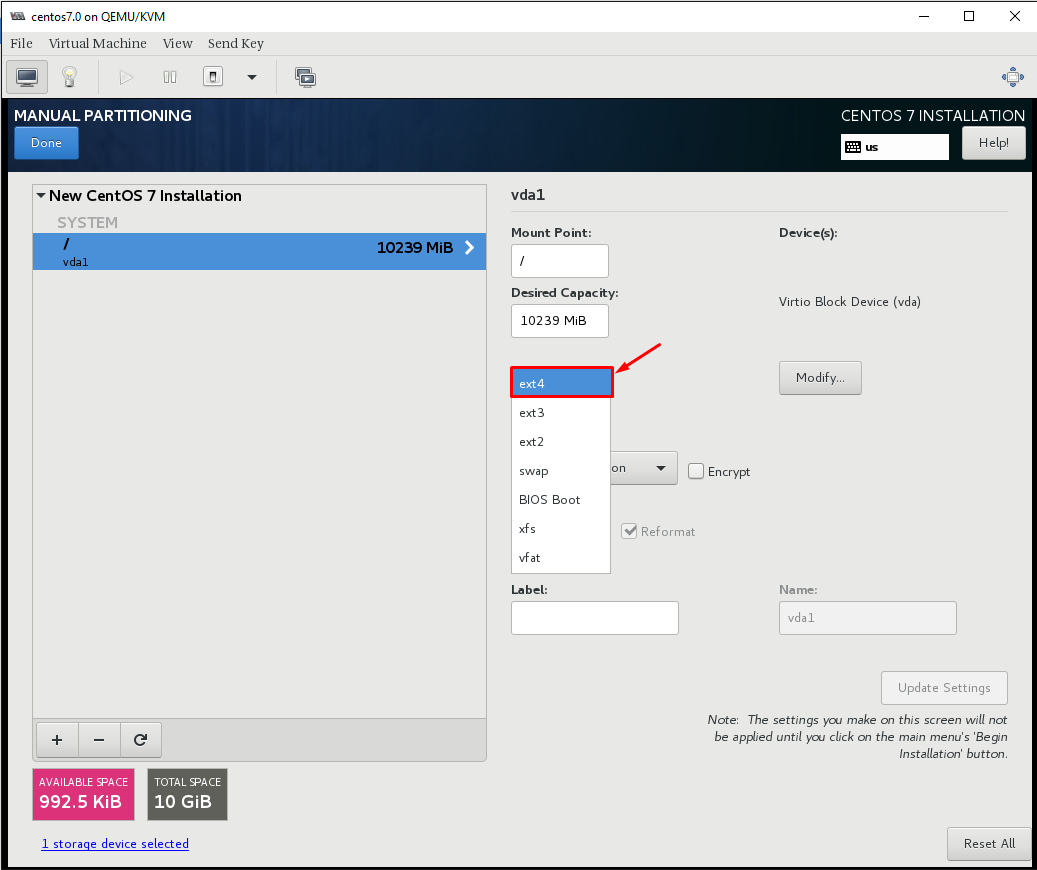 centos7.0 on QEMU/KVM
File Virtual Machine View Send Key
MANUAL PARTITIONING
CENTOS 7 INSTALLATION
Done
us
Help!
New CentOS 7 Installation
SYSTEM
/
10239 MiB
vda1
vda1
Mount Point:
Device(s):
/
Desired Capacity:
Virtio Block Device (vda)
10239 MiB
Modify...
ext4
ext3
ext2
swap
BIOS Boot
xfs
vfat
on
Encrypt
Reformat
Label:
Name:
vda1
Update Settings
Note: The settings you make on this screen will not
be applied until you click on the main menu's 'Begin
Installation' button.
+ −
AVAILABLE SPACE
992.5 KiB
TOTAL SPACE
10 GiB
1 storage device selected
Reset All